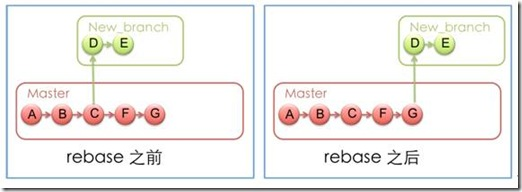 New_branch
D E
Master
A B C F G
rebase 之前
New_branch
D E
Master
A B C F G
rebase 之后